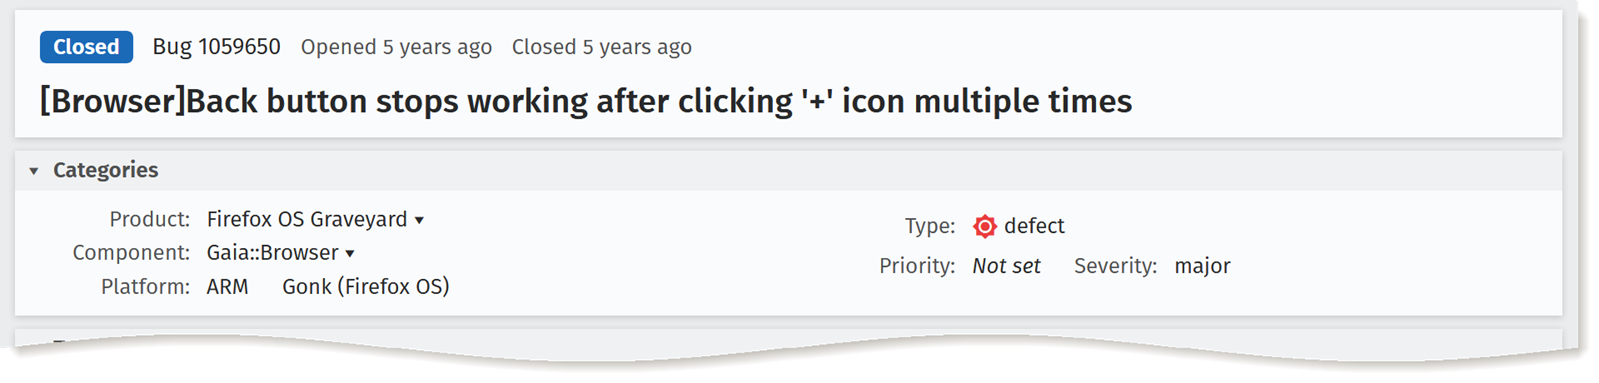 Closed Bug 1059650 Opened 5 years ago Closed 5 years ago
[Browser]Back button stops working after clicking '+' icon multiple times
Categories
Product: Firefox OS Graveyard
Component: Gaia::Browser
Platform: ARM Gonk (Firefox OS)
Type: defect
Priority: Not set Severity: major